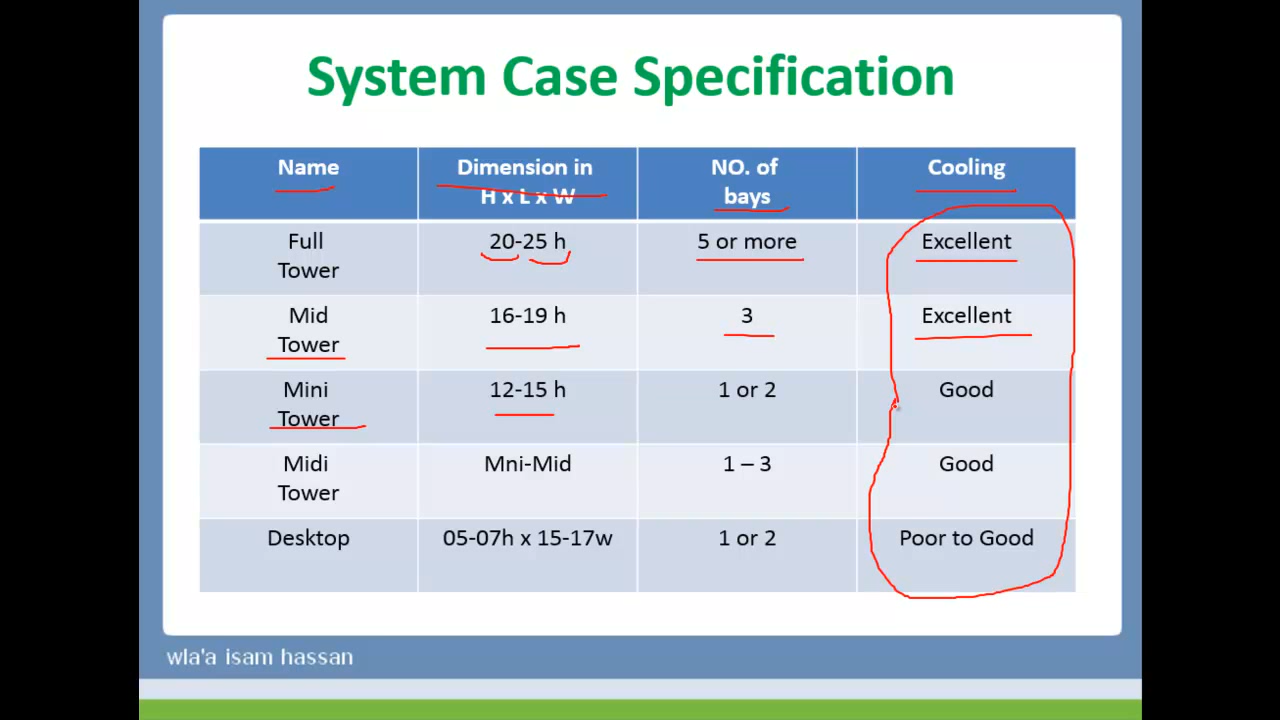 System Case Specification
Name Dimension in NO. of Cooling
H x L x W bays
Full 20-25 h 5 or more Excellent
Tower
Mid 16-19 h 3 Excellent
Tower
Mini 12-15 h 1 or 2 Good
Tower
Midi Mni-Mid 1 – 3 Good
Tower
Desktop 05-07h x 15-17w 1 or 2 Poor to Good
wla'a isam hassan